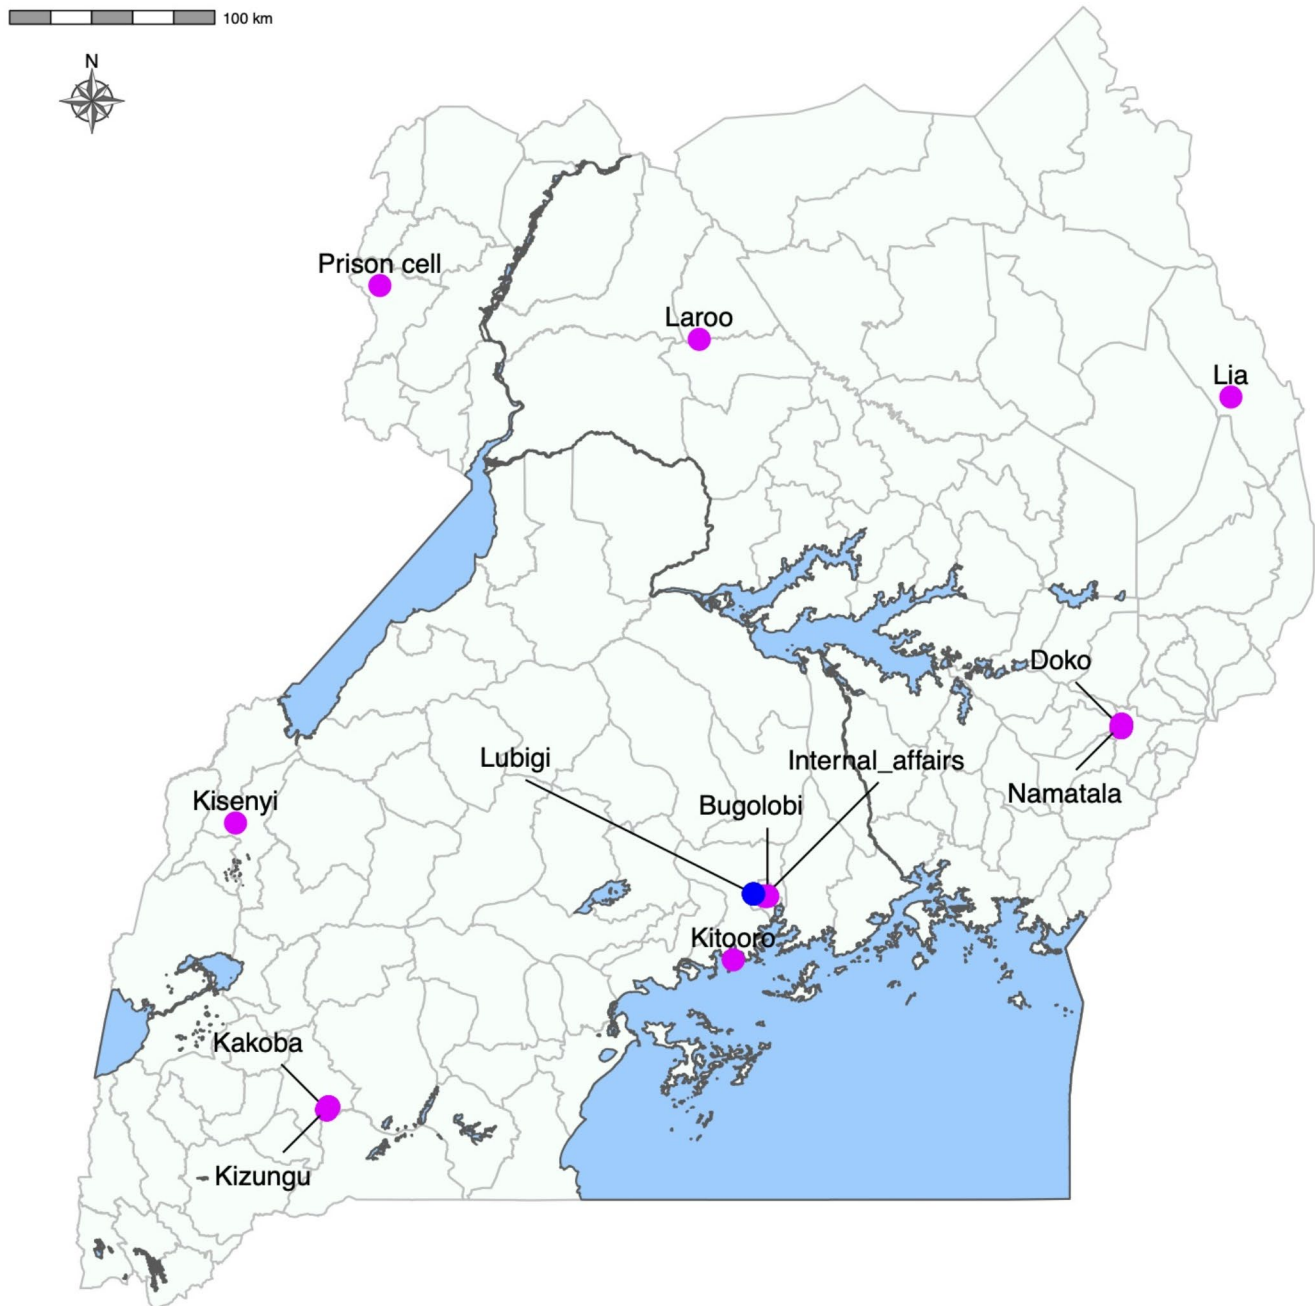 100 km
N
Prison cell
Laroo
Lia
Doko
Lubigi
Internal_affairs
Namatala
Kisenyi
Bugolobi
Kitooro
Kakoba
Kizungu